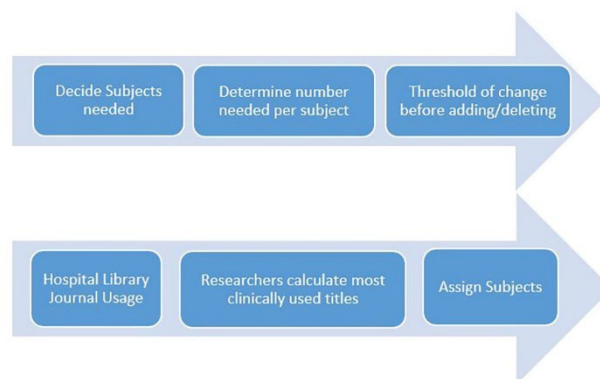 Decide Subjects
needed
Determine number
needed per subject
Threshold of change
before adding/deleting
Hospital Library
Journal Usage
Researchers calculate most
clinically used titles
Assign Subjects